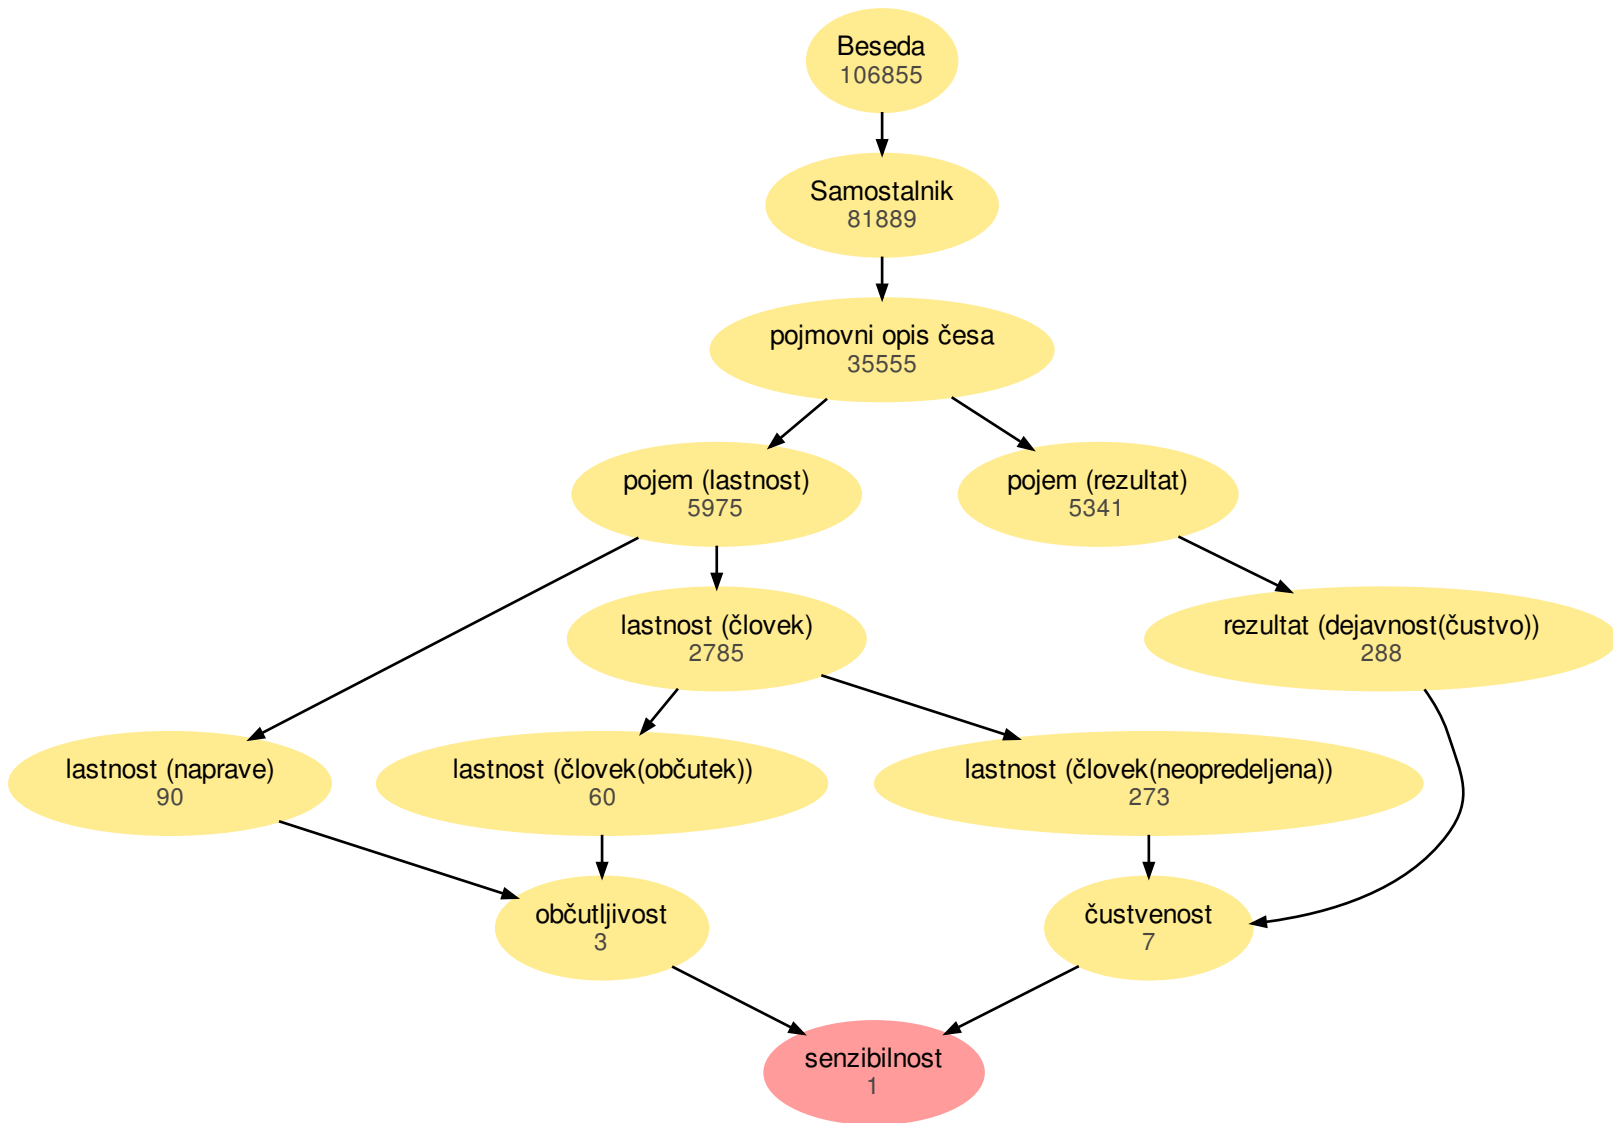 Beseda
106855
Samostalnik
81889
pojmovni opis česa
35555
pojem (lastnost)
5975
pojem (rezultat)
5341
lastnost (človek)
2785
rezultat (dejavnost(čustvo))
288
lastnost (naprave)
90
lastnost (človek(občutek))
60
lastnost (človek(neopredeljena))
273
občutljivost
3
čustvenost
7
senzibilnost
1